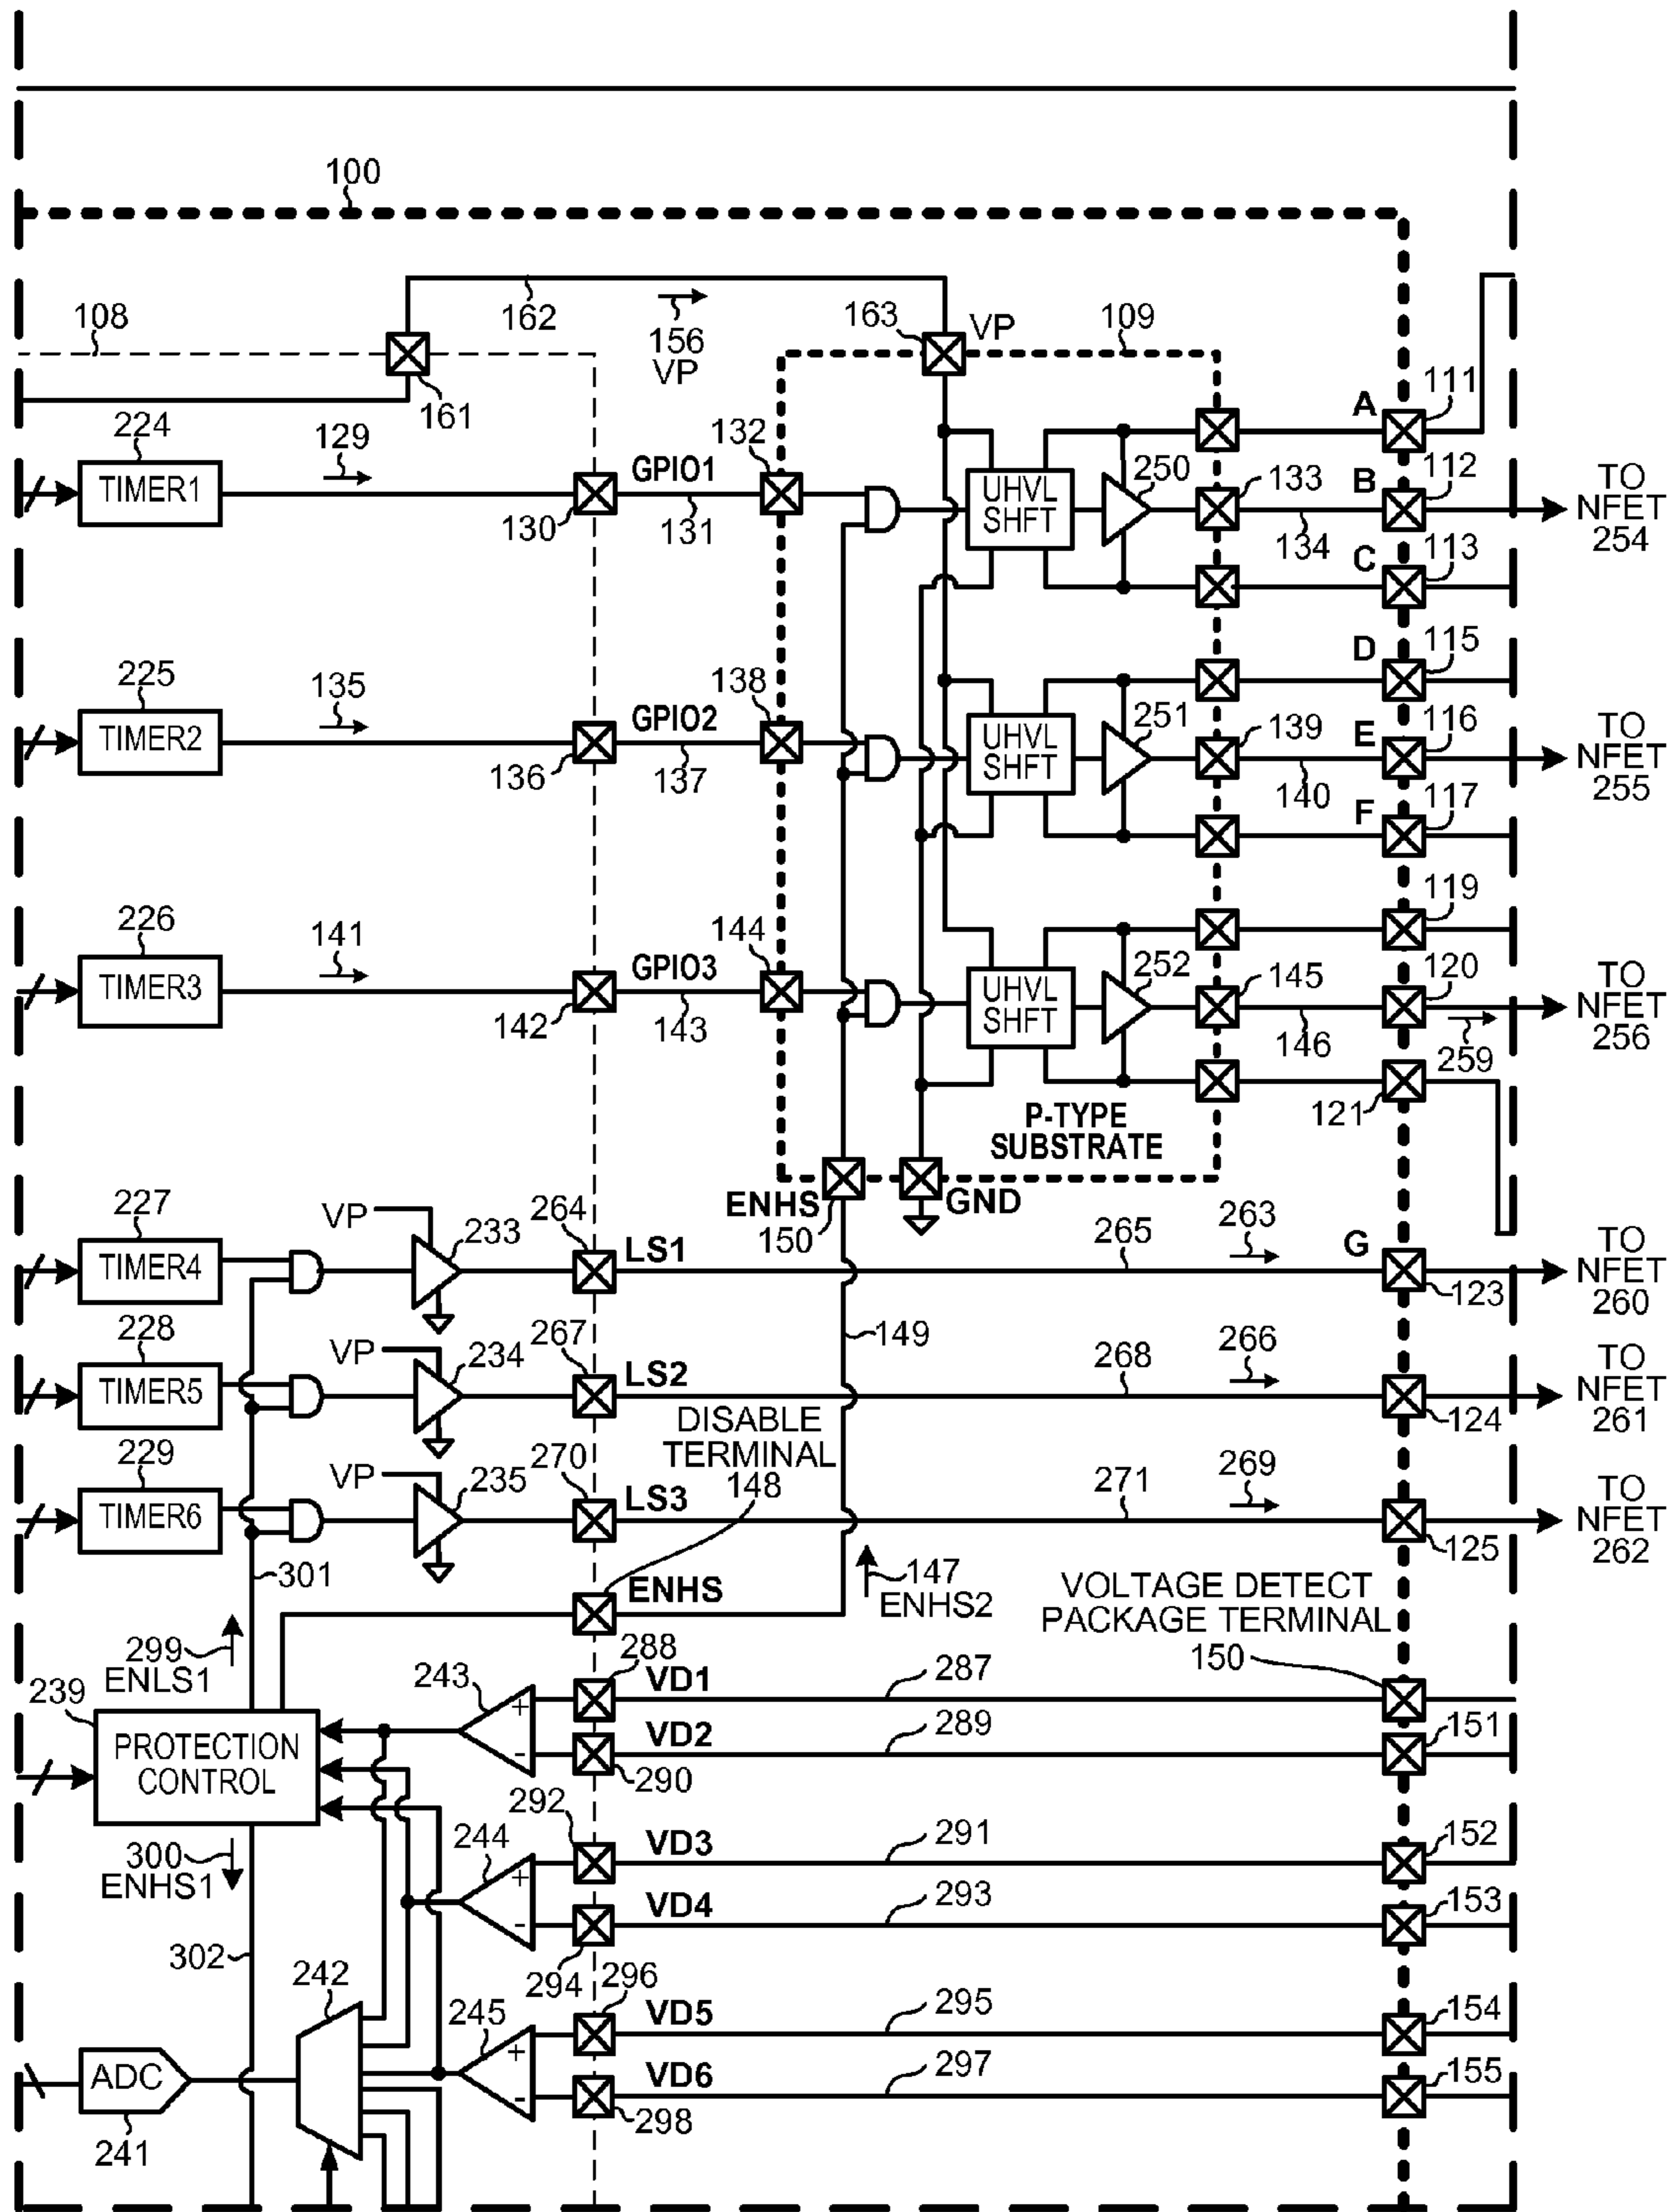 100
108
162
156
VP
163
VP
109
161
A
111
224
TIMER1
129
130
GPIO1
131
132
UHVL
SHFT
250
133
134
B
112
TO
NFET
254
C
113
225
TIMER2
135
136
GPIO2
137
138
UHVL
SHFT
251
139
140
D
115
E
116
TO
NFET
255
F
117
226
TIMER3
141
142
GPIO3
143
144
UHVL
SHFT
252
145
146
119
120
259
TO
NFET
256
121
P-TYPE
SUBSTRATE
ENHS
150
GND
227
TIMER4
VP
233
264
LS1
265
263
G
123
TO
NFET
260
228
TIMER5
VP
234
267
LS2
268
266
124
TO
NFET
261
149
DISABLE
TERMINAL
148
229
TIMER6
VP
235
270
LS3
271
269
125
TO
NFET
262
301
ENHS
147
ENHS2
VOLTAGE DETECT
PACKAGE TERMINAL
150
299
ENLS1
239
PROTECTION
CONTROL
300
ENHS1
302
243
+
-
288
VD1
287
VD2
289
290
151
244
+
-
292
VD3
291
152
VD4
293
294
153
242
245
+
-
296
VD5
295
154
VD6
297
298
155
ADC
241